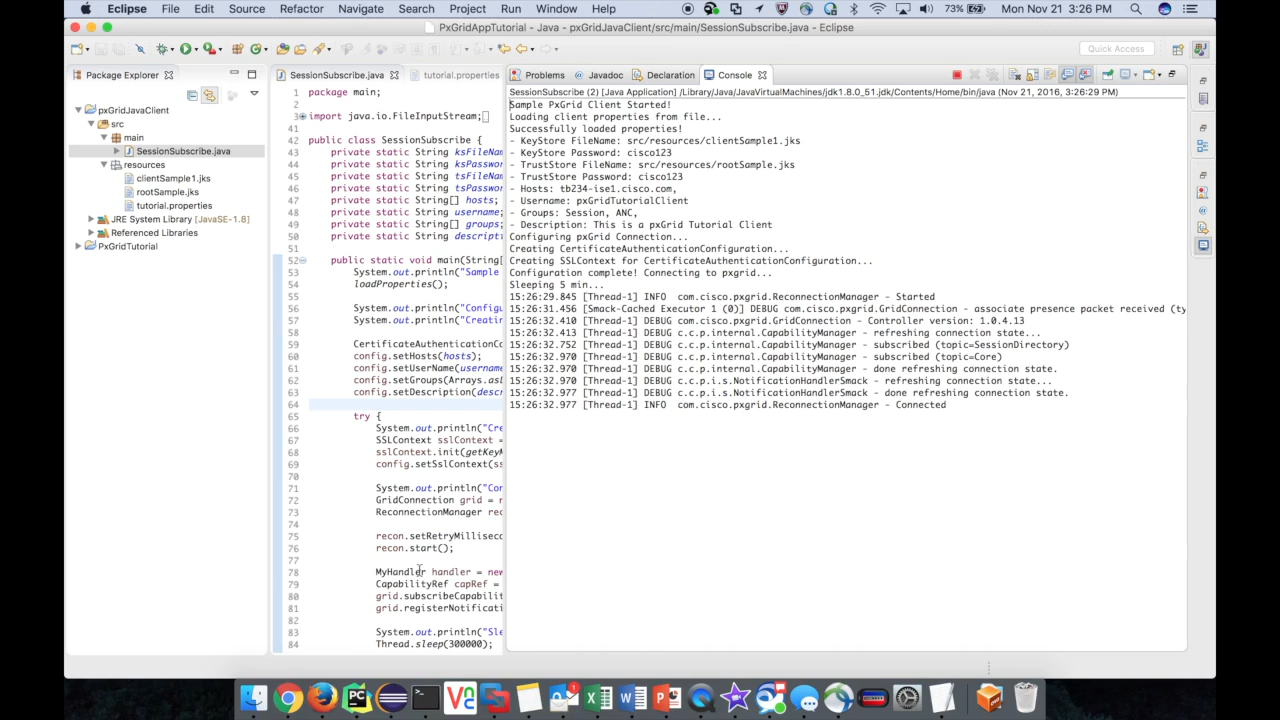 Eclipse File Edit Source Refactor Navigate Search Project Run Window Help 73% Mon Nov 21 3:26 PM
PxGridAppTutorial - Java - pxGridJavaClient/src/main/SessionSubscribe.java - Eclipse
Quick Access
Package Explorer
pxGridJavaClient
src
main
SessionSubscribe.java
resources
clientSample1.jks
rootSample.jks
tutorial.properties
JRE System Library [JavaSE-1.8]
Referenced Libraries
PxGridTutorial
SessionSubscribe.java tutorial.properties
1 package main;
2
3 import java.io.FileInputStream;
41
42 public class SessionSubscribe {
43 private static String ksFileNam
44 private static String ksPasswor
45 private static String tsFileNam
46 private static String tsPasswor
47 private static String[] hosts;
48 private static String username;
49 private static String[] groups;
50 private static String descripti
51
52 public static void main(String[
53 System.out.println("Sample
54 loadProperties();
55
56 System.out.println("Configu
57 System.out.println("Creatin
58
59 CertificateAuthenticationCo
60 config.setHosts(hosts);
61 config.setUserName(username
62 config.setGroups(Arrays.asL
63 config.setDescription(descr
64
65 try {
66 System.out.println("Cre
67 SSLContext sslContext =
68 sslContext.init(getKeyM
69 config.setSslContext(ss
70
71 System.out.println("Con
72 GridConnection grid = n
73 ReconnectionManager rec
74
75 recon.setRetryMillisecc
76 recon.start();
77
78 MyHandler handler = new
79 CapabilityRef capRef =
80 grid.subscribeCapabilit
81 grid.registerNotificati
82
83 System.out.println("Sle
84 Thread.sleep(300000);
Problems Javadoc Declaration Console
SessionSubscribe (2) [Java Application] /Library/Java/JavaVirtualMachines/jdk1.8.0_51.jdk/Contents/Home/bin/java (Nov 21, 2016, 3:26:29 PM)
Sample PxGrid Client Started!
Loading client properties from file...
Successfully loaded properties!
- KeyStore FileName: src/resources/clientSample1.jks
- KeyStore Password: cisco123
- TrustStore FileName: src/resources/rootSample.jks
- TrustStore Password: cisco123
- Hosts: tb234-ise1.cisco.com,
- Username: pxGridTutorialClient
- Groups: Session, ANC,
- Description: This is a pxGrid Tutorial Client
Configuring pxGrid Connection...
Creating CertificateAuthenticationConfiguration...
Creating SSLContext for CertificateAuthenticationConfiguration...
Configuration complete! Connecting to pxgrid...
Sleeping 5 min...
15:26:29.845 [Thread-1] INFO com.cisco.pxgrid.ReconnectionManager - Started
15:26:31.456 [Smack-Cached Executor 1 (0)] DEBUG com.cisco.pxgrid.GridConnection - associate presence packet received (ty
15:26:32.410 [Thread-1] DEBUG com.cisco.pxgrid.GridConnection - Controller version: 1.0.4.13
15:26:32.413 [Thread-1] DEBUG c.c.p.internal.CapabilityManager - refreshing connection state...
15:26:32.752 [Thread-1] DEBUG c.c.p.internal.CapabilityManager - subscribed (topic=SessionDirectory)
15:26:32.970 [Thread-1] DEBUG c.c.p.internal.CapabilityManager - subscribed (topic=Core)
15:26:32.970 [Thread-1] DEBUG c.c.p.internal.CapabilityManager - done refreshing connection state.
15:26:32.970 [Thread-1] DEBUG c.c.p.i.s.NotificationHandlerSmack - refreshing connection state...
15:26:32.977 [Thread-1] DEBUG c.c.p.i.s.NotificationHandlerSmack - done refreshing connection state.
15:26:32.977 [Thread-1] INFO com.cisco.pxgrid.ReconnectionManager - Connected